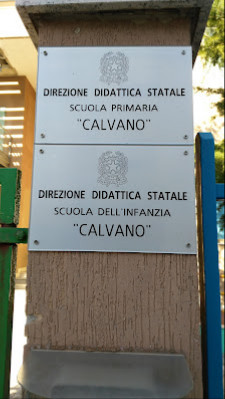 DIREZIONE DIDATTICA STATALE
SCUOLA PRIMARIA
"CALVANO"
DIREZIONE DIDATTICA STATALE
SCUOLA DELL'INFANZIA
"CALVANO"